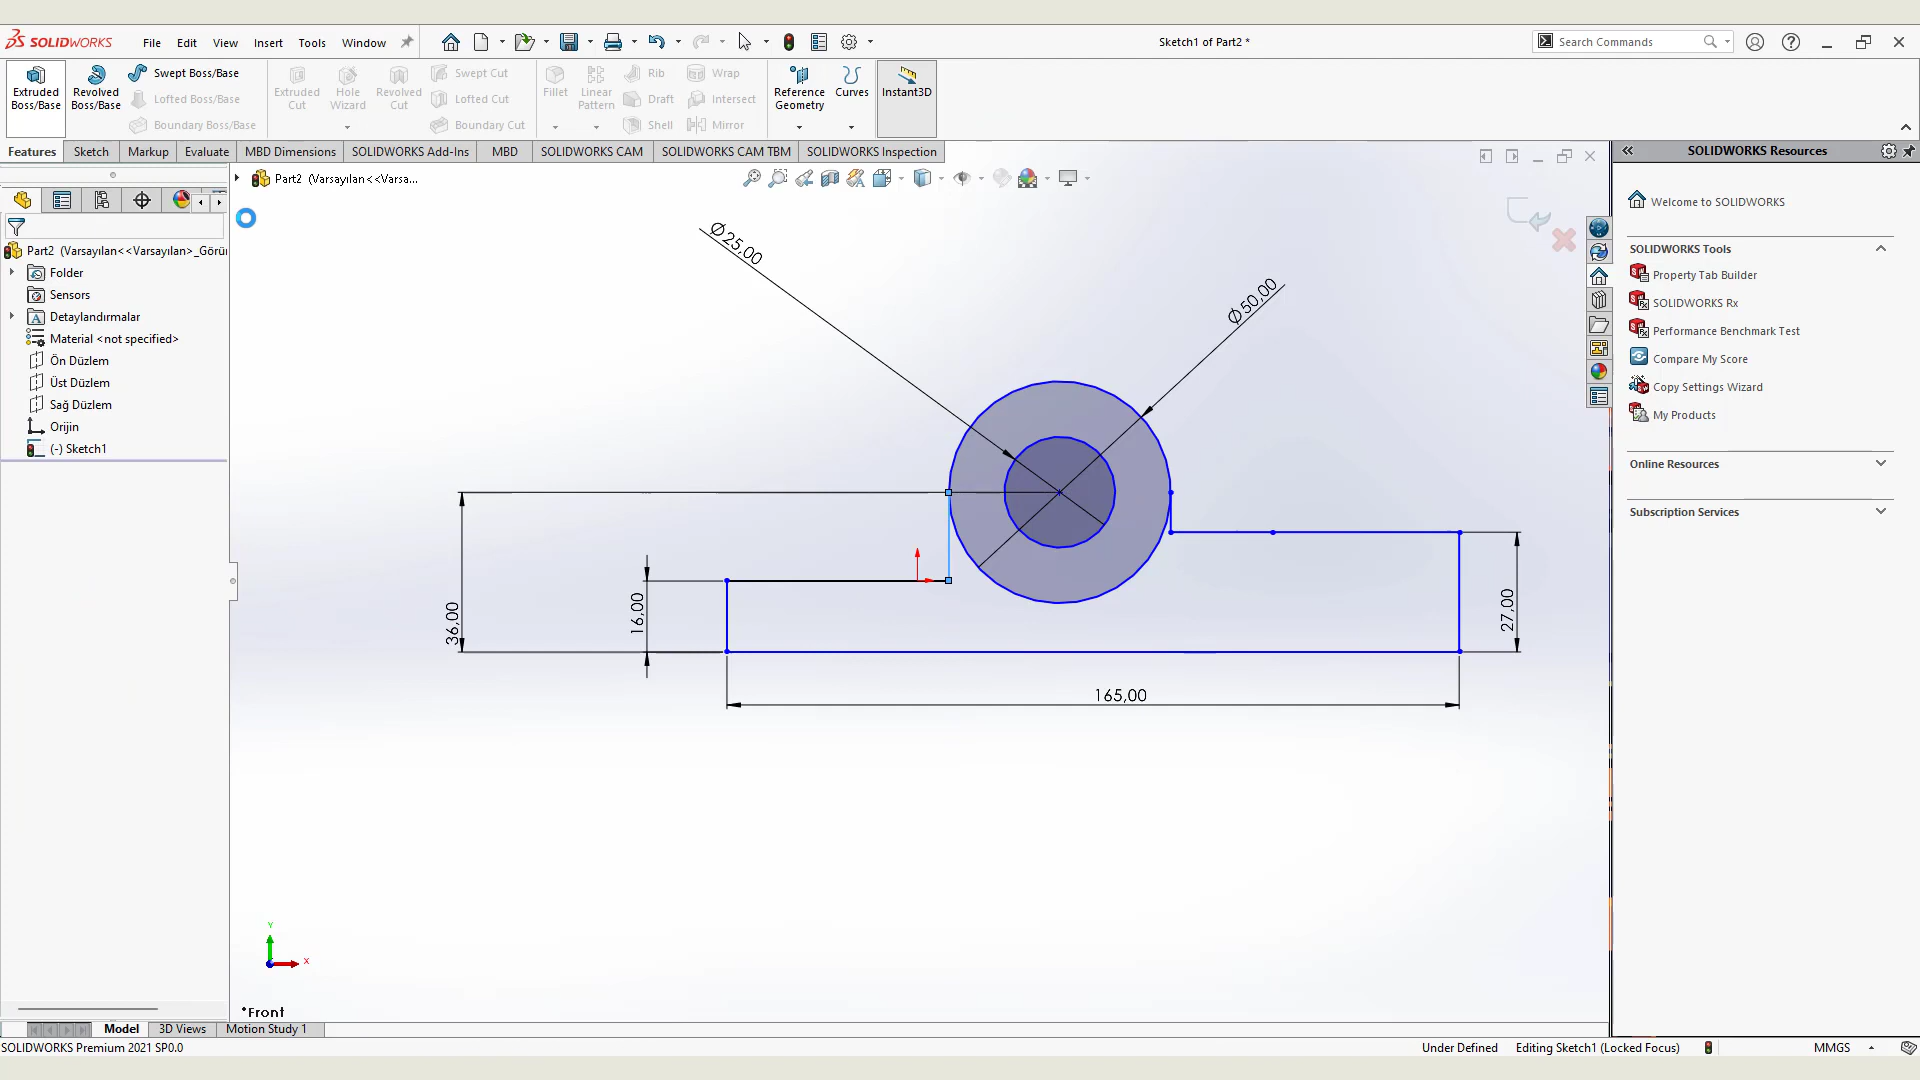 SOLIDWORKS
File Edit View Insert Tools Window
Sketch1 of Part2 *
Search Commands
Extruded Boss/Base
Revolved Boss/Base
Swept Boss/Base
Lofted Boss/Base
Boundary Boss/Base
Extruded Cut
Hole Wizard
Revolved Cut
Swept Cut
Lofted Cut
Boundary Cut
Fillet
Linear Pattern
Rib
Draft
Shell
Wrap
Intersect
Mirror
Reference Geometry
Curves
Instant3D
Features Sketch Markup Evaluate MBD Dimensions SOLIDWORKS Add-Ins MBD SOLIDWORKS CAM SOLIDWORKS CAM TBM SOLIDWORKS Inspection
Part2 (Varsayılan<<Varsa...
Part2 (Varsayılan<<Varsayılan>_Görü
Folder
Sensors
Detaylandırmalar
Material <not specified>
Ön Düzlem
Üst Düzlem
Sağ Düzlem
Orijin
(-) Sketch1
Ø25,00
Ø50,00
36,00
16,00
27,00
165,00
Y
X
*Front
SOLIDWORKS Resources
Welcome to SOLIDWORKS
SOLIDWORKS Tools
Property Tab Builder
SOLIDWORKS Rx
Performance Benchmark Test
Compare My Score
Copy Settings Wizard
My Products
Online Resources
Subscription Services
Model 3D Views Motion Study 1
SOLIDWORKS Premium 2021 SP0.0
Under Defined Editing Sketch1 (Locked Focus) MMGS